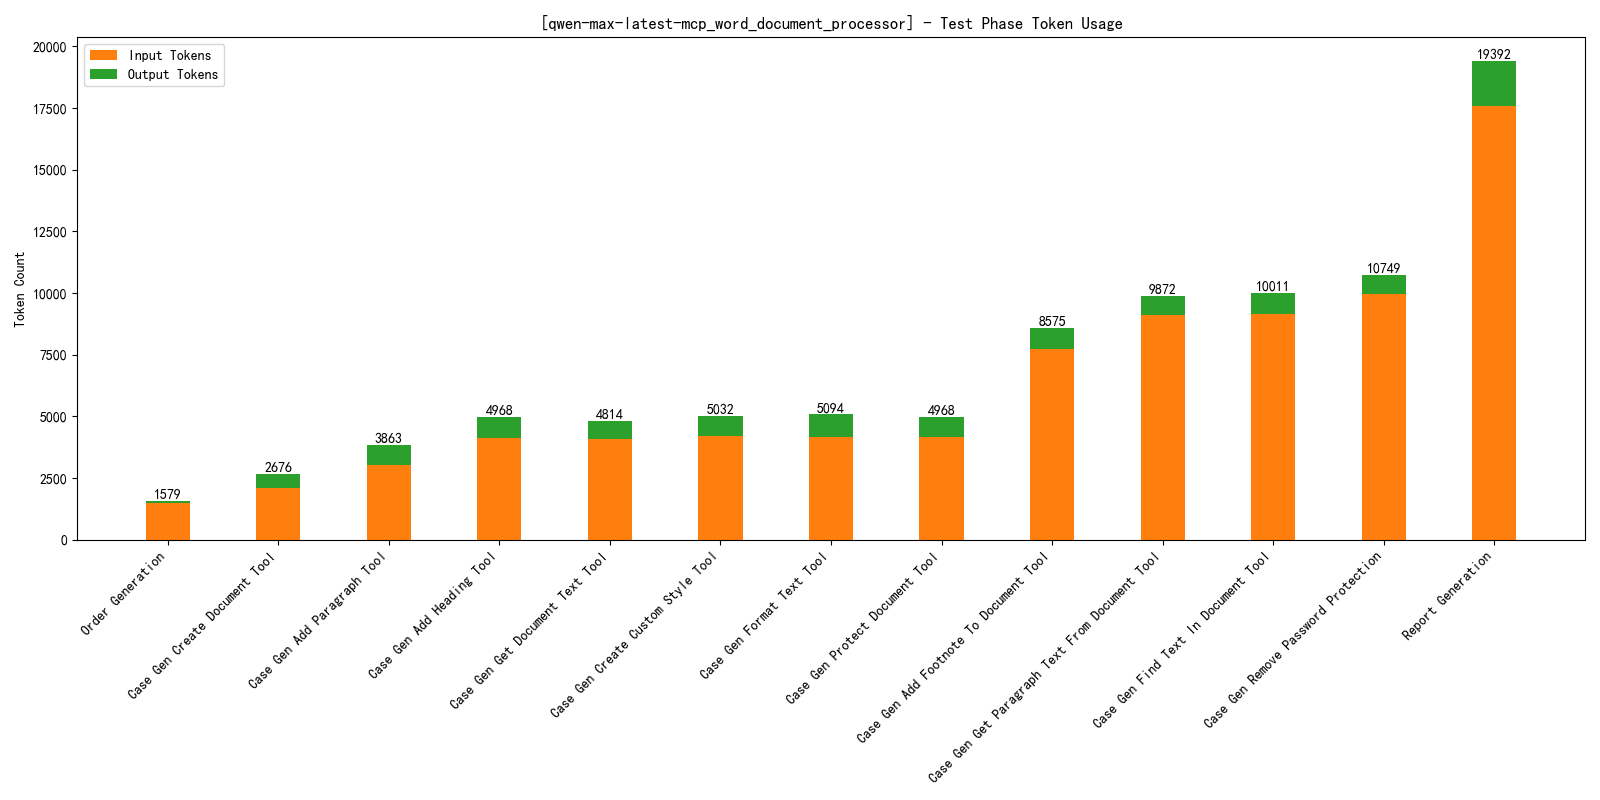 [qwen-max-latest-mcp_word_document_processor] - Test Phase Token Usage
Input Tokens
Output Tokens
Token Count
20000
17500
15000
12500
10000
7500
5000
2500
0
1579
2676
3863
4968
4814
5032
5094
4968
8575
9872
10011
10749
19392
Order Generation
Case Gen Create Document Tool
Case Gen Add Paragraph Tool
Case Gen Add Heading Tool
Case Gen Get Document Text Tool
Case Gen Create Custom Style Tool
Case Gen Format Text Tool
Case Gen Protect Document Tool
Case Gen Add Footnote To Document Tool
Case Gen Get Paragraph Text From Document Tool
Case Gen Find Text In Document Tool
Case Gen Remove Password Protection
Report Generation